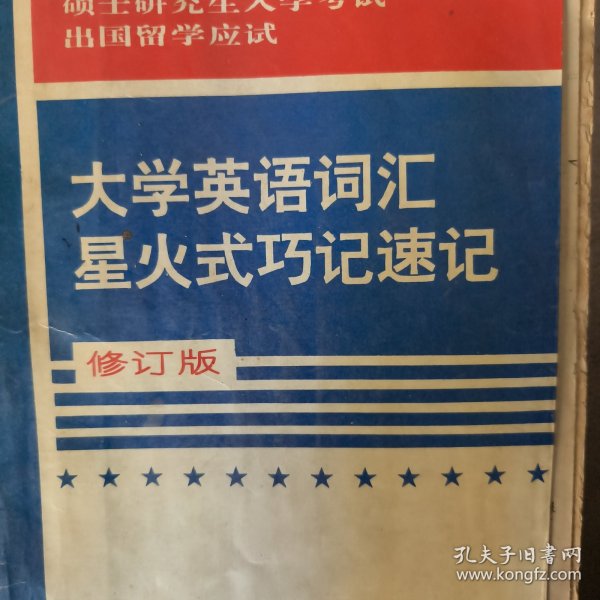 硕士研究生入学考试
出国留学应试
大学英语词汇
星火式巧记速记
修订版
孔夫子旧书网
www.kongfz.com